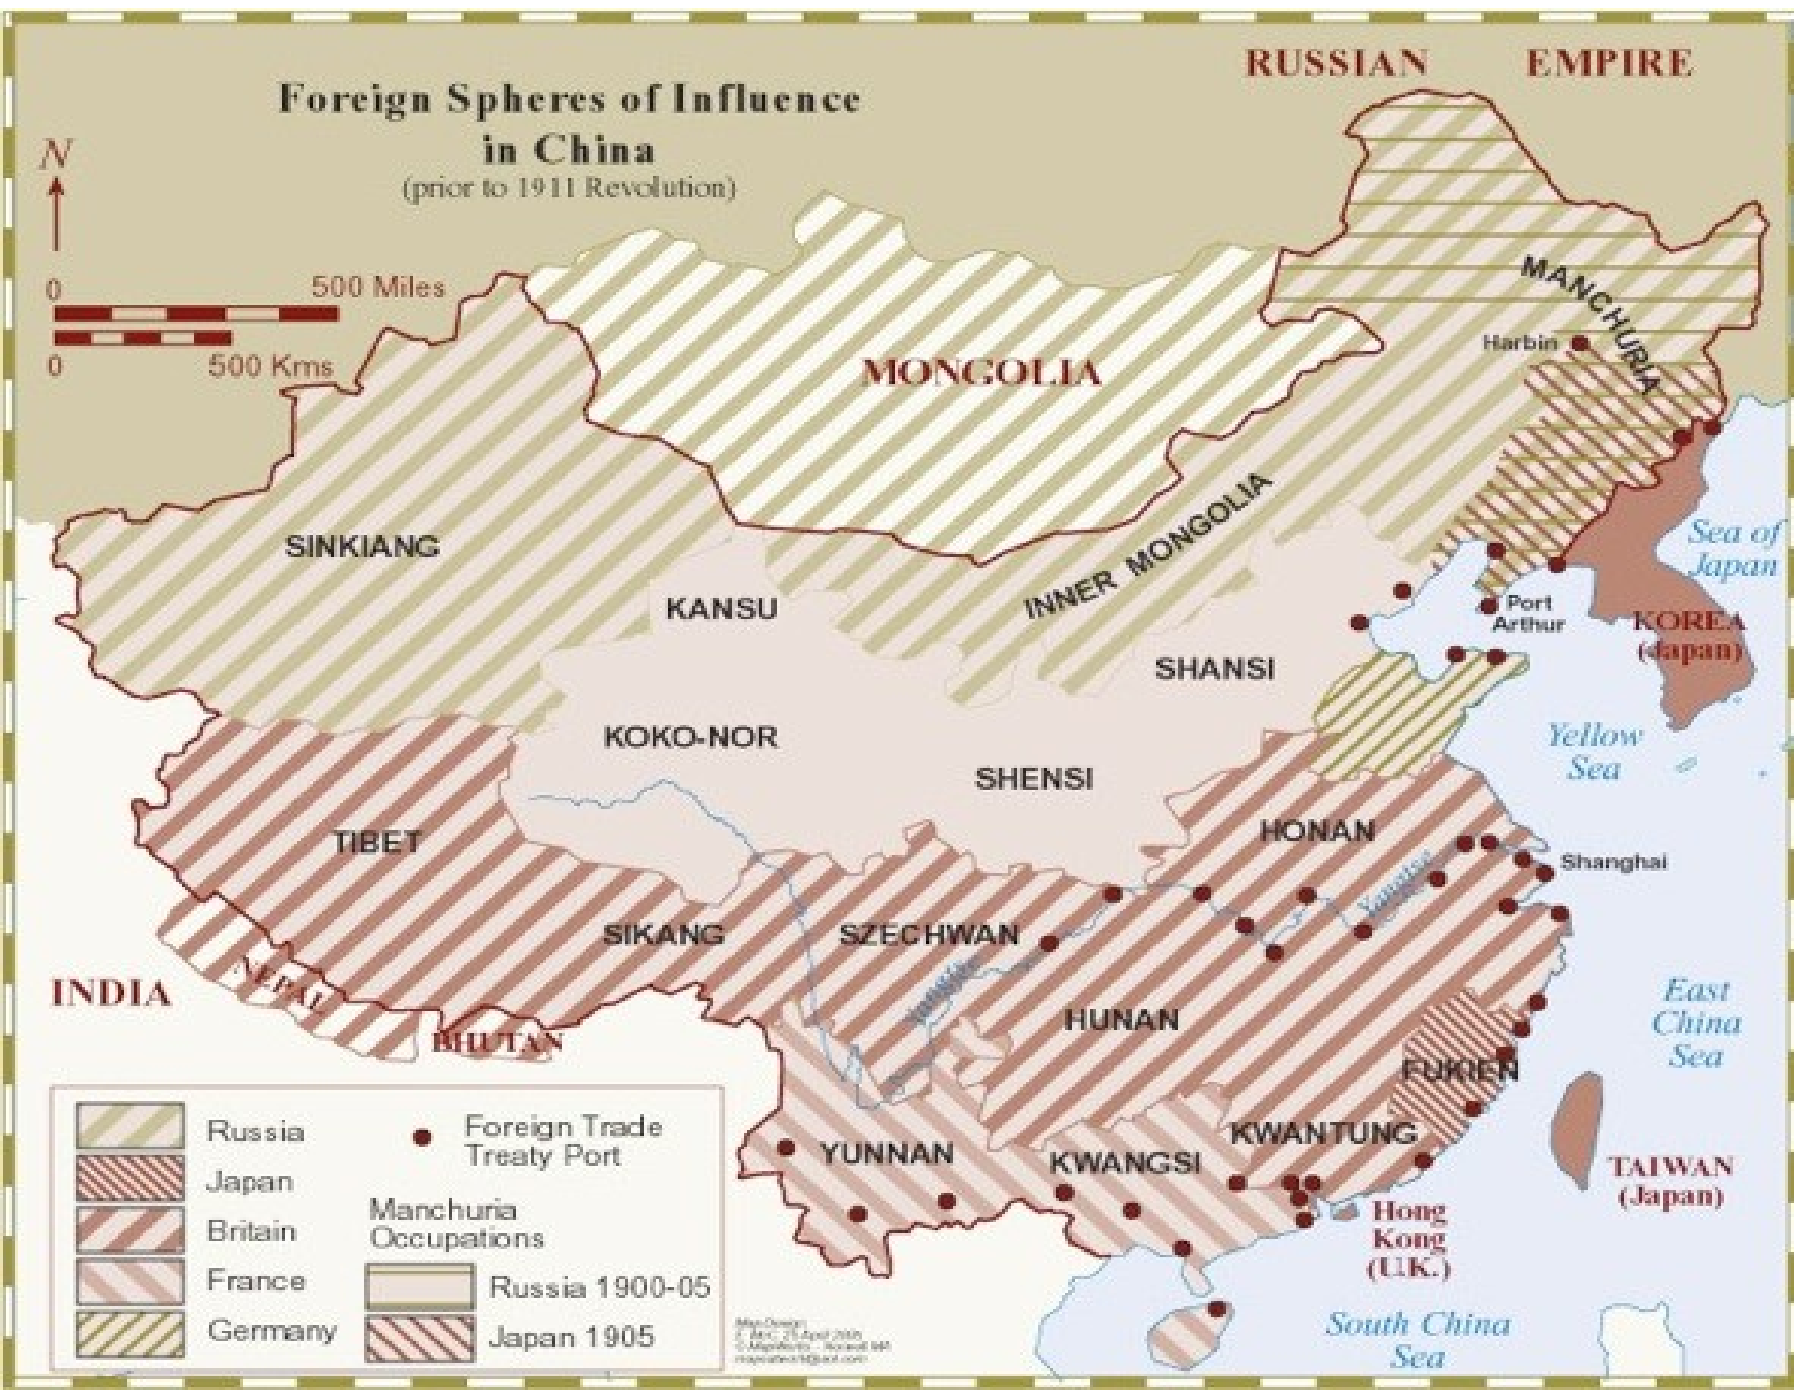 RUSSIAN EMPIRE
Foreign Spheres of Influence
in China
(prior to 1911 Revolution)
N
0 500 Miles
0 500 Kms
MANCHURIA
Harbin
MONGOLIA
INNER MONGOLIA
SINKIANG
KANSU
Sea of
Japan
Port
Arthur
KOREA
(Japan)
SHANSI
KOKO-NOR
Yellow
Sea
SHENSI
TIBET
HONAN
Shanghai
Yangtse
SIKANG
SZECHWAN
Yangtse
INDIA
NEPAL
BHUTAN
HUNAN
East
China
Sea
FUKIEN
KWANTUNG
YUNNAN
KWANGSI
TAIWAN
(Japan)
Hong
Kong
(U.K.)
South China
Sea
Russia
Japan
Britain
France
Germany
Foreign Trade
Treaty Port
Manchuria
Occupations
Russia 1900-05
Japan 1905
Map Design